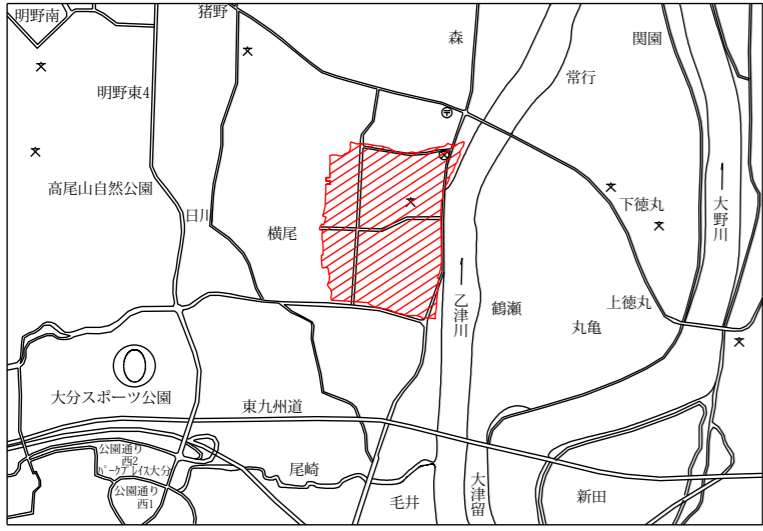 明野南
猪野
森
関園
常行
明野東4
高尾山自然公園
日川
横尾
下徳丸
大野川
乙津川
鶴瀬
上徳丸
丸亀
大分スポーツ公園
東九州道
公園通り
西2
パークプレイス大分
公園通り
西1
尾崎
毛井
大津留
新田